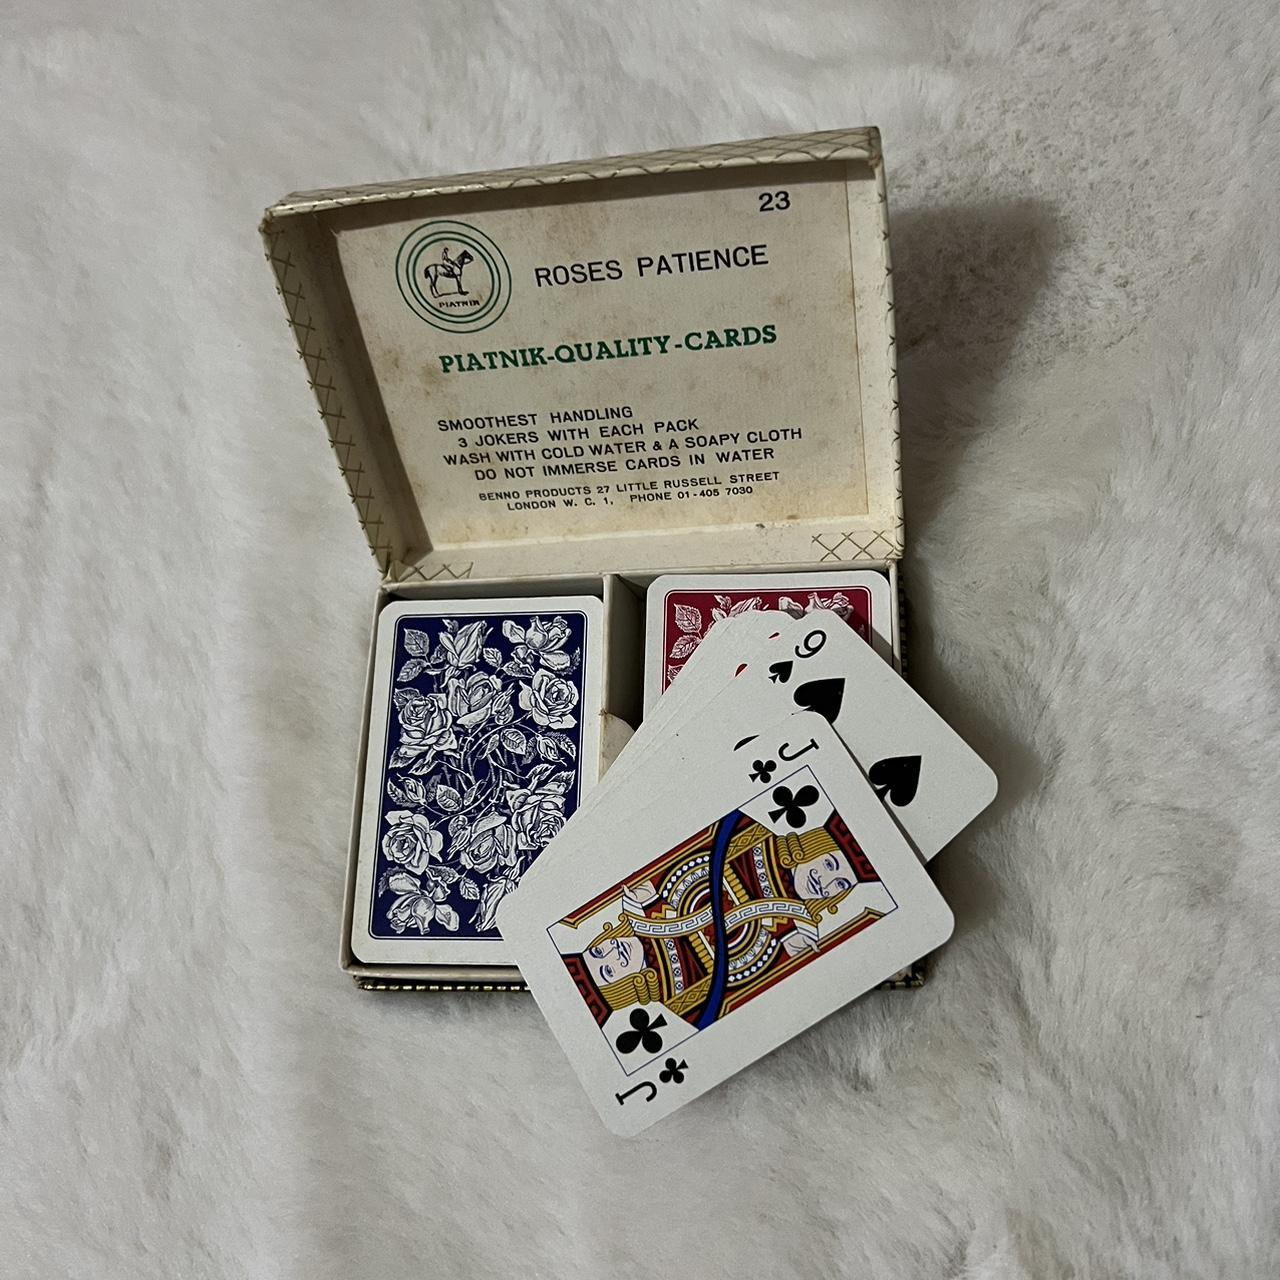 23
ROSES PATIENCE
PIATNIK
PIATNIK-QUALITY-CARDS
SMOOTHEST HANDLING
3 JOKERS WITH EACH PACK
WASH WITH COLD WATER & A SOAPY CLOTH
DO NOT IMMERSE CARDS IN WATER
BENNO PRODUCTS 27 LITTLE RUSSELL STREET
LONDON W. C. 1, PHONE 01-405 7030
9
J
J